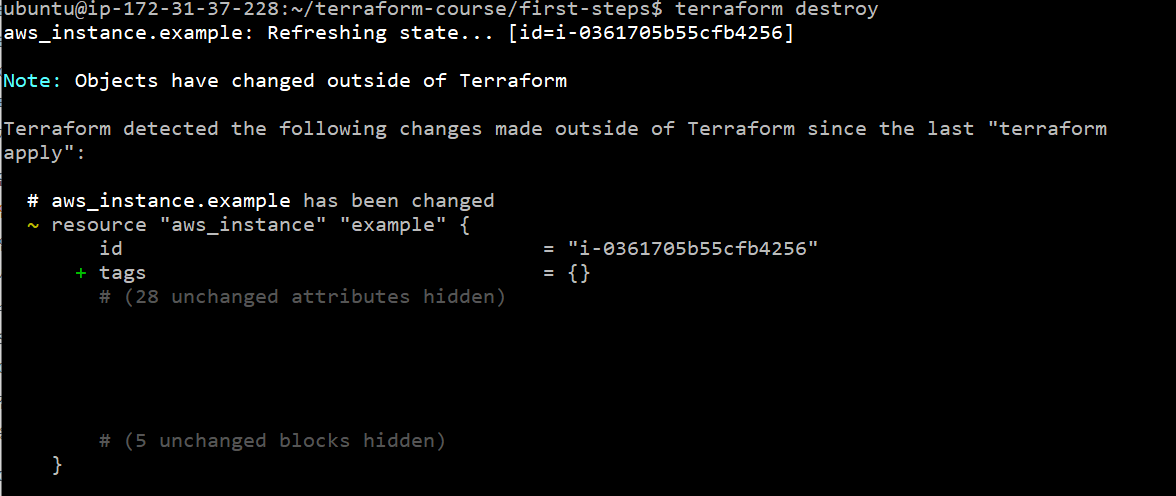 ubuntu@ip-172-31-37-228:~/terraform-course/first-steps$ terraform destroy
aws_instance.example: Refreshing state... [id=i-0361705b55cfb4256]
Note: Objects have changed outside of Terraform
Terraform detected the following changes made outside of Terraform since the last "terraform
apply":
# aws_instance.example has been changed
~ resource "aws_instance" "example" {
id = "i-0361705b55cfb4256"
+ tags = {}
# (28 unchanged attributes hidden)
# (5 unchanged blocks hidden)
}